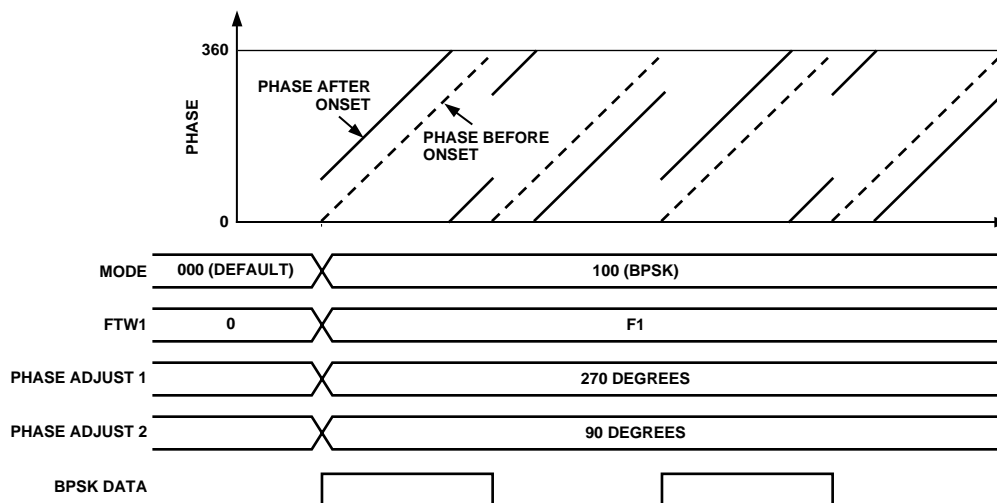 360
PHASE AFTER
ONSET
PHASE BEFORE
ONSET
PHASE
0
MODE 000 (DEFAULT) 100 (BPSK)
FTW1 0 F1
PHASE ADJUST 1 270 DEGREES
PHASE ADJUST 2 90 DEGREES
BPSK DATA